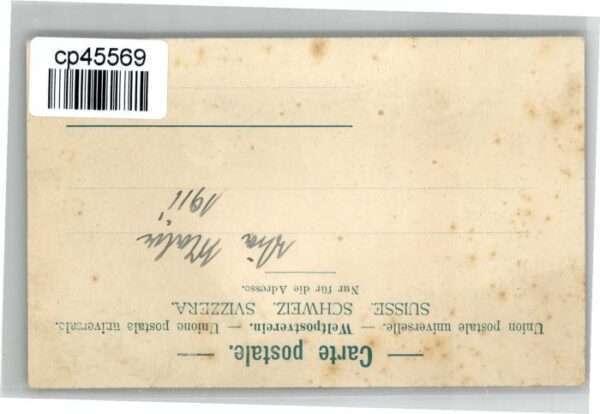 cp45569
— Carte postale. —
Union postale universelle. — Weltpostverein. — Unione postale universale.
SUISSE. SCHWEIZ. SVIZZERA.
Nur für die Adresse.
1911